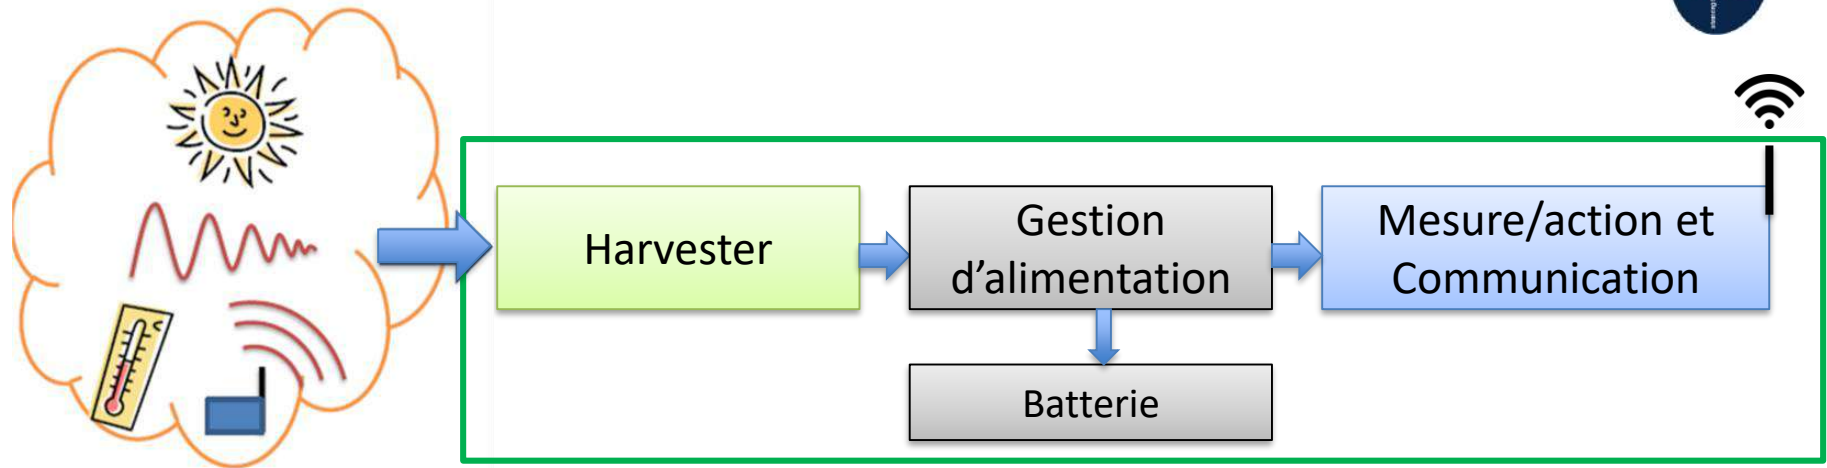 Harvester
Gestion
d’alimentation
Mesure/action et
Communication
Batterie